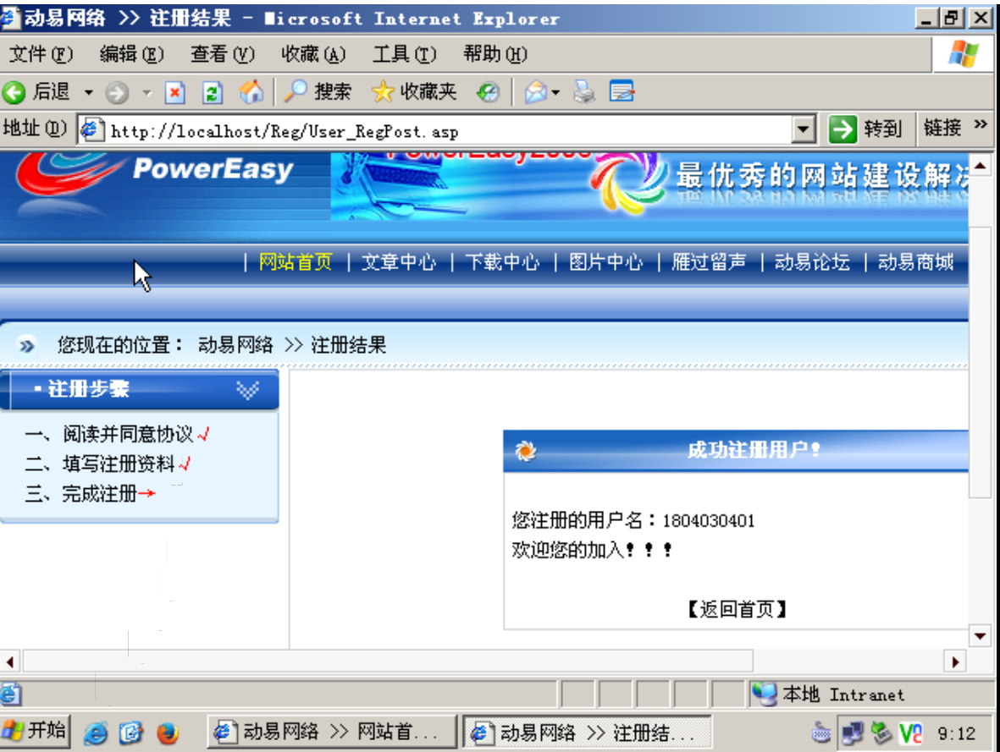 动易网络 >> 注册结果 - Microsoft Internet Explorer
文件(F) 编辑(E) 查看(V) 收藏(A) 工具(T) 帮助(H)
后退 搜索 收藏夹
地址(D) http://localhost/Reg/User_RegPost.asp 转到 链接 »
PowerEasy
最优秀的网站建设解决
| 网站首页 | 文章中心 | 下载中心 | 图片中心 | 雁过留声 | 动易论坛 | 动易商城
您现在的位置： 动易网络 >> 注册结果
注册步骤
一、阅读并同意协议√
二、填写注册资料√
三、完成注册→
成功注册用户！
您注册的用户名：1804030401
欢迎您的加入！！！
【返回首页】
本地 Intranet
开始 动易网络 >> 网站首... 动易网络 >> 注册结... 9:12